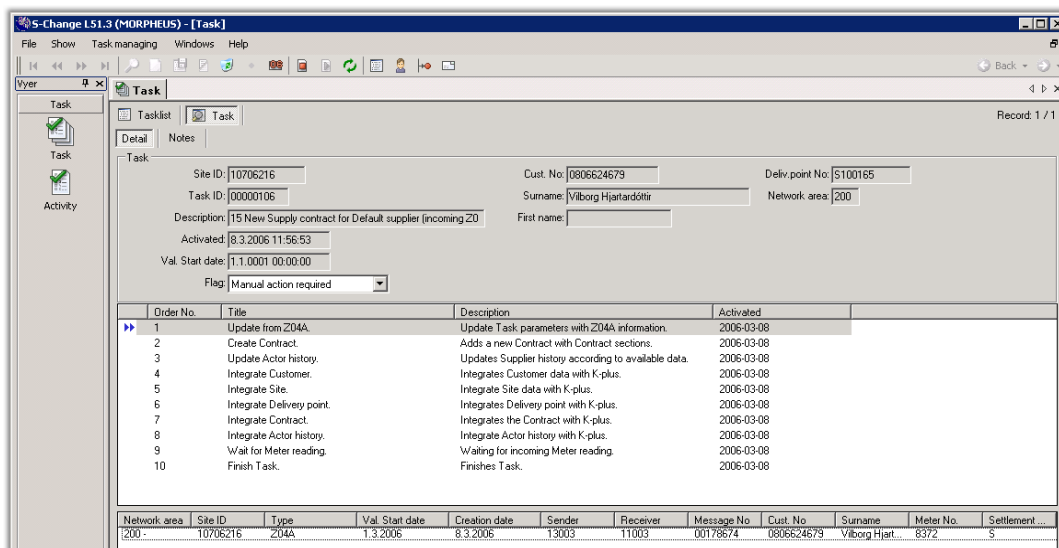 S-Change L51.3 (MORPHEUS) - [Task]
File Show Task managing Windows Help
Back
Vyer
Task
Task
Activity
Task
Tasklist Task Record: 1 / 1
Detail Notes
Task
Site ID: 10706216 Cust. No: 0806624679 Deliv.point No: S100165
Task ID: 00000106 Surname: Vilborg Hjartardóttir Network area: 200
Description: 15 New Supply contract for Default supplier (incoming Z0 First name:
Activated: 8.3.2006 11:56:53
Val. Start date: 1.1.0001 00:00:00
Flag: Manual action required
Order No. Title Description Activated
1 Update from Z04A. Update Task parameters with Z04A information. 2006-03-08
2 Create Contract. Adds a new Contract with Contract sections. 2006-03-08
3 Update Actor history. Updates Supplier history according to available data. 2006-03-08
4 Integrate Customer. Integrates Customer data with K-plus. 2006-03-08
5 Integrate Site. Integrate Site data with K-plus. 2006-03-08
6 Integrate Delivery point. Integrates Delivery point with K-plus. 2006-03-08
7 Integrate Contract. Integrates the Contract with K-plus. 2006-03-08
8 Integrate Actor history. Integrate Actor history with K-plus. 2006-03-08
9 Wait for Meter reading. Waiting for incoming Meter reading. 2006-03-08
10 Finish Task. Finishes Task. 2006-03-08
Network area Site ID Type Val. Start date Creation date Sender Receiver Message No Cust. No Surname Meter No. Settlement ...
200 - 10706216 Z04A 1.3.2006 8.3.2006 13003 11003 00178674 0806624679 Vilborg Hjart... 8372 S